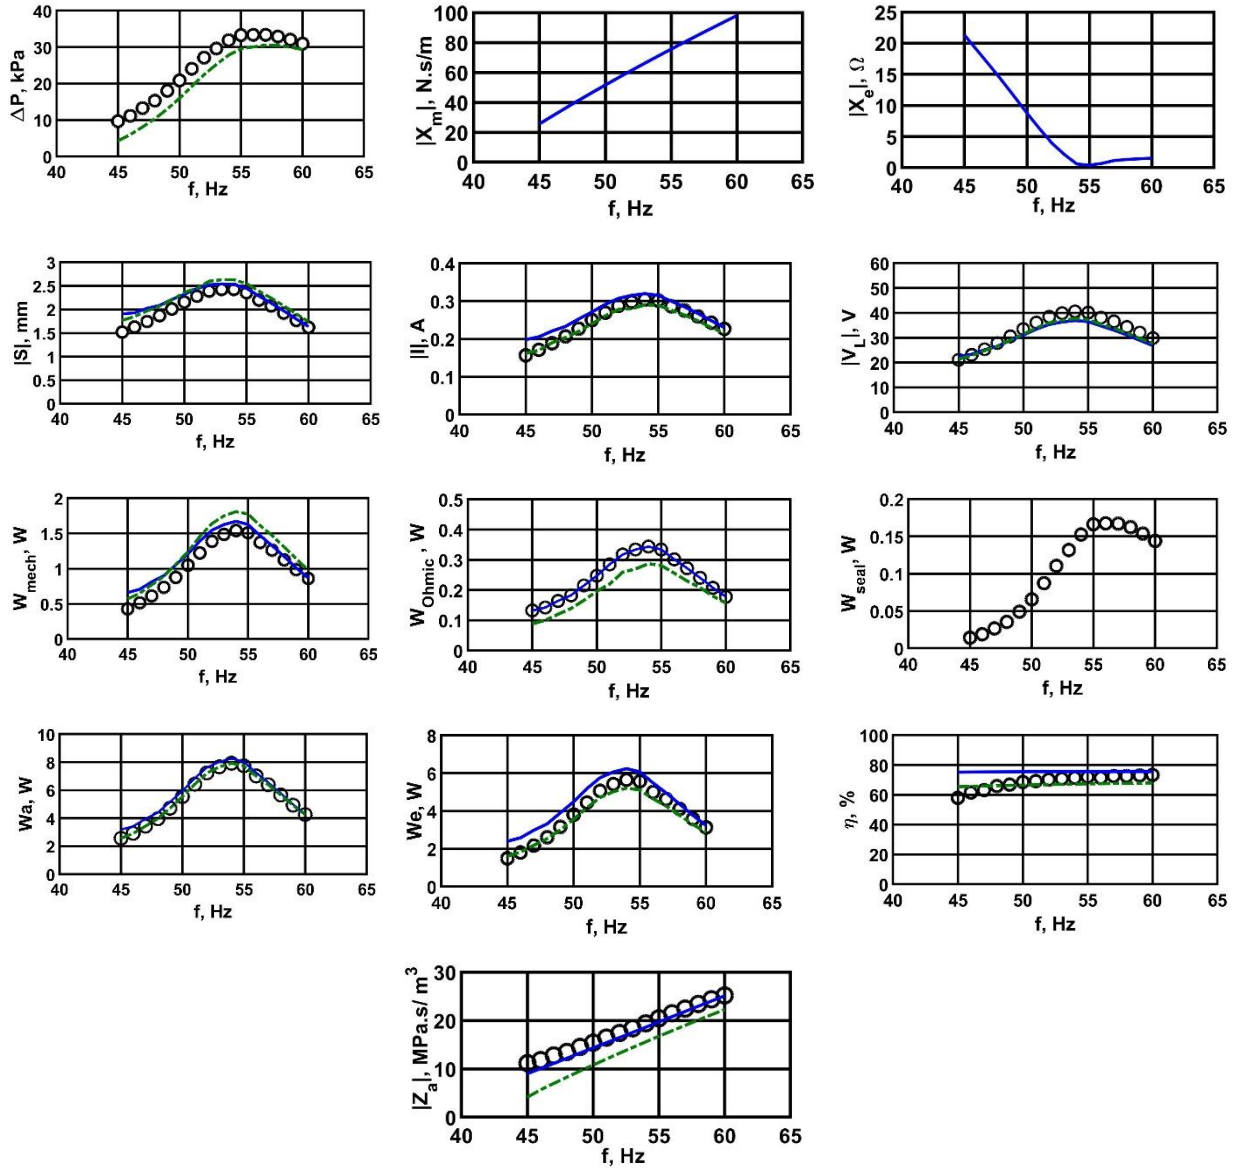 ΔP, kPa
40
30
20
10
0
40 45 50 55 60 65
f, Hz
|X_m|, N.s/m
100
80
60
40
20
0
40 45 50 55 60 65
f, Hz
|X_e|, Ω
25
20
15
10
5
0
40 45 50 55 60 65
f, Hz
|S|, mm
3
2.5
2
1.5
1
0.5
0
40 45 50 55 60 65
f, Hz
|I|, A
0.4
0.3
0.2
0.1
0
40 45 50 55 60 65
f, Hz
|V_L|, V
60
50
40
30
20
10
0
40 45 50 55 60 65
f, Hz
W_mech, W
2
1.5
1
0.5
0
40 45 50 55 60 65
f, Hz
W_Ohmic, W
0.5
0.4
0.3
0.2
0.1
0
40 45 50 55 60 65
f, Hz
W_seal, W
0.2
0.15
0.1
0.05
0
40 45 50 55 60 65
f, Hz
Wa, W
10
8
6
4
2
0
40 45 50 55 60 65
f, Hz
We, W
8
6
4
2
0
40 45 50 55 60 65
f, Hz
η, %
100
80
60
40
20
0
40 45 50 55 60 65
f, Hz
|Z_a|, MPa.s/ m³
30
20
10
0
40 45 50 55 60 65
f, Hz